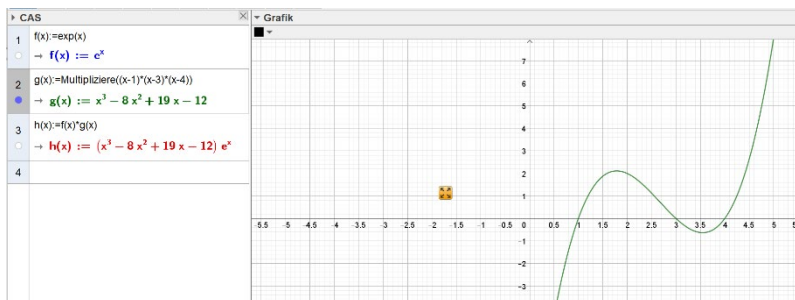 CAS
1 f(x):=exp(x)
→ f(x) := eˣ
2 g(x):=Multipliziere((x-1)*(x-3)*(x-4))
→ g(x) := x³ − 8 x² + 19 x − 12
3 h(x):=f(x)*g(x)
→ h(x) := (x³ − 8 x² + 19 x − 12) eˣ
4
Grafik
7
6
5
4
3
2
1
-5.5 -5 -4.5 -4 -3.5 -3 -2.5 -2 -1.5 -1 -0.5 0 0.5 1 1.5 2 2.5 3 3.5 4 4.5 5
-1
-2
-3